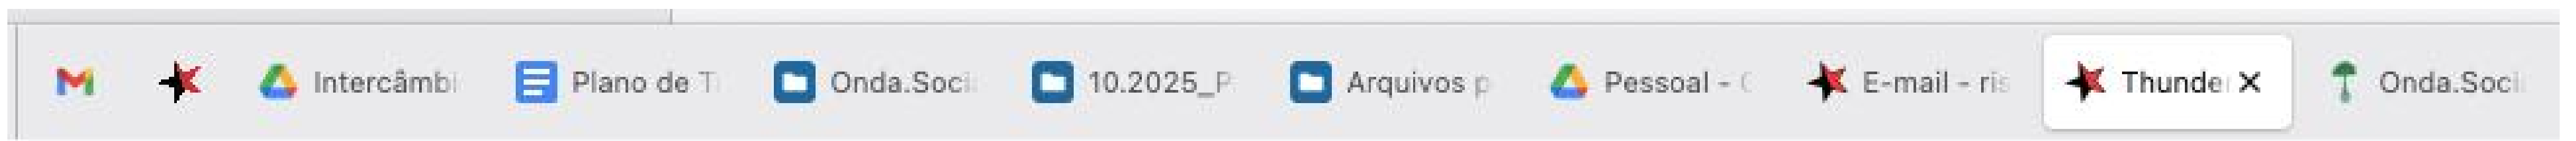 Intercâmbi Plano de T Onda.Soci 10.2025_P Arquivos p Pessoal - E-mail - ris Thunde Onda.Soci